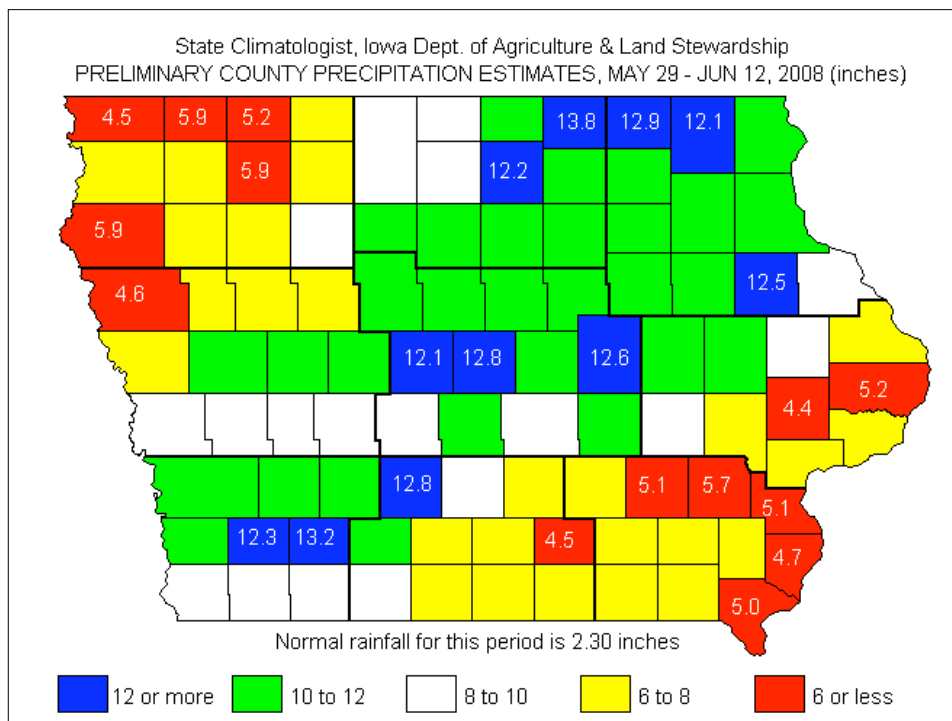 State Climatologist, Iowa Dept. of Agriculture & Land Stewardship
PRELIMINARY COUNTY PRECIPITATION ESTIMATES, MAY 29 - JUN 12, 2008 (inches)
4.5 5.9 5.2 13.8 12.9 12.1
5.9 12.2
5.9
4.6 12.5
12.1 12.8 12.6
5.2
4.4
12.8 5.1 5.7 5.1
12.3 13.2 4.5 4.7
5.0
Normal rainfall for this period is 2.30 inches
12 or more 10 to 12 8 to 10 6 to 8 6 or less